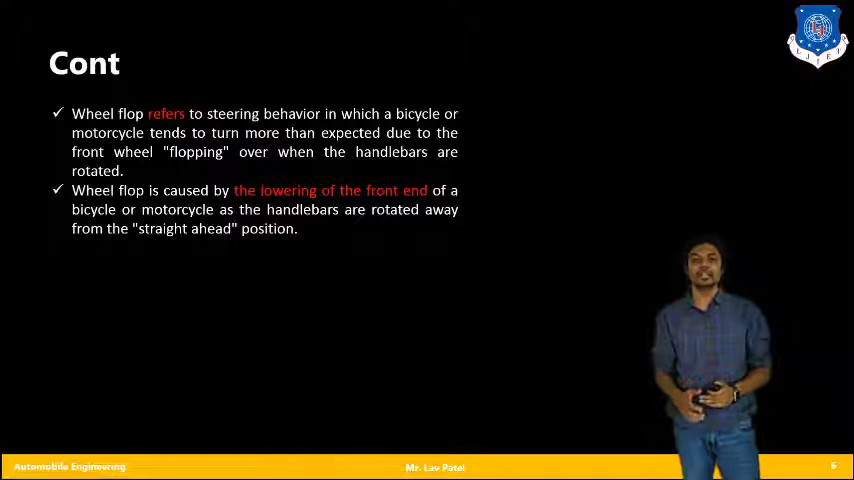 Cont
✓ Wheel flop refers to steering behavior in which a bicycle or
motorcycle tends to turn more than expected due to the
front wheel "flopping" over when the handlebars are
rotated.
✓ Wheel flop is caused by the lowering of the front end of a
bicycle or motorcycle as the handlebars are rotated away
from the "straight ahead" position.
Automobile Engineering
Mr. Lav Patel
6